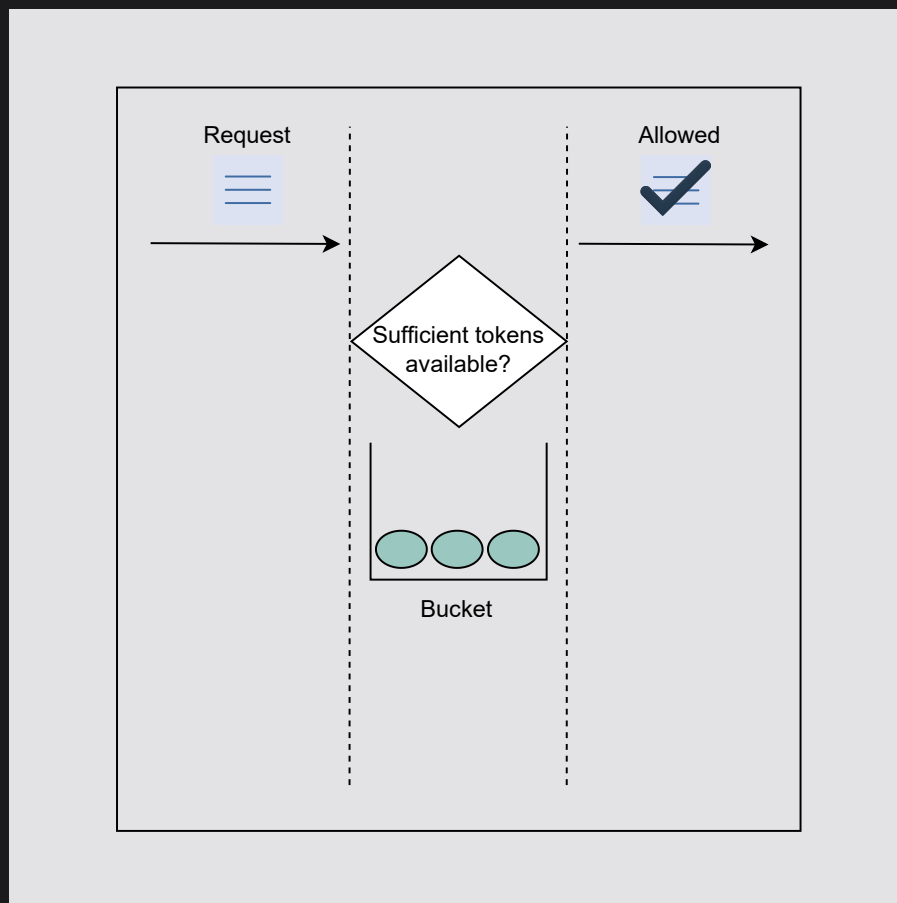 Request
Allowed
Sufficient tokens
available?
Bucket